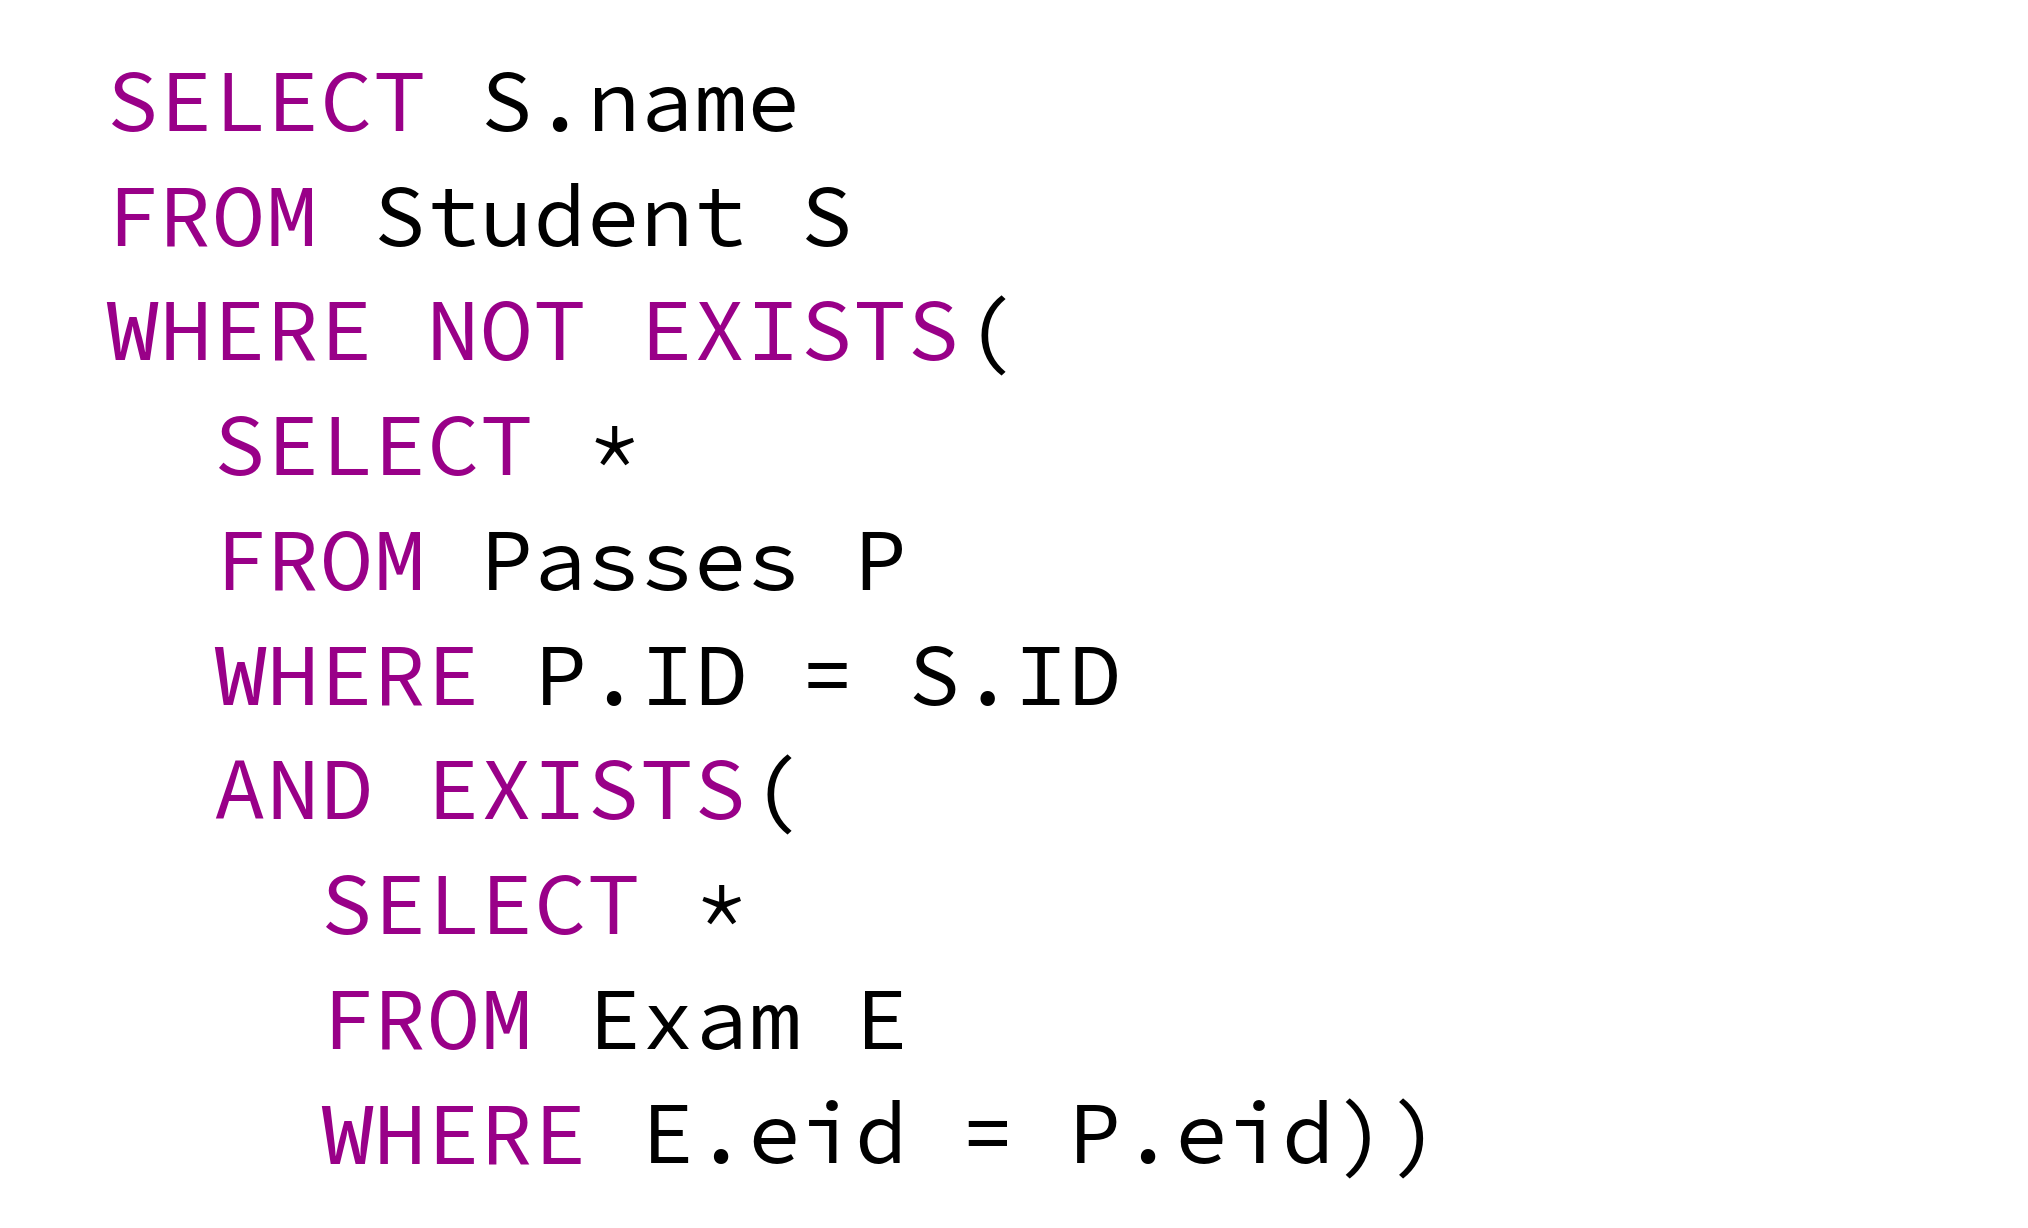 SELECT S.name
FROM Student S
WHERE NOT EXISTS(
SELECT *
FROM Passes P
WHERE P.ID = S.ID
AND EXISTS(
SELECT *
FROM Exam E
WHERE E.eid = P.eid))